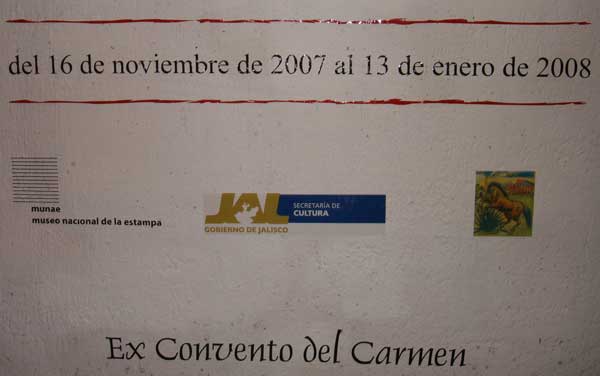 del 16 de noviembre de 2007 al 13 de enero de 2008
munae
museo nacional de la estampa
JAL
GOBIERNO DE JALISCO
SECRETARÍA DE
CULTURA
Ex Convento del Carmen